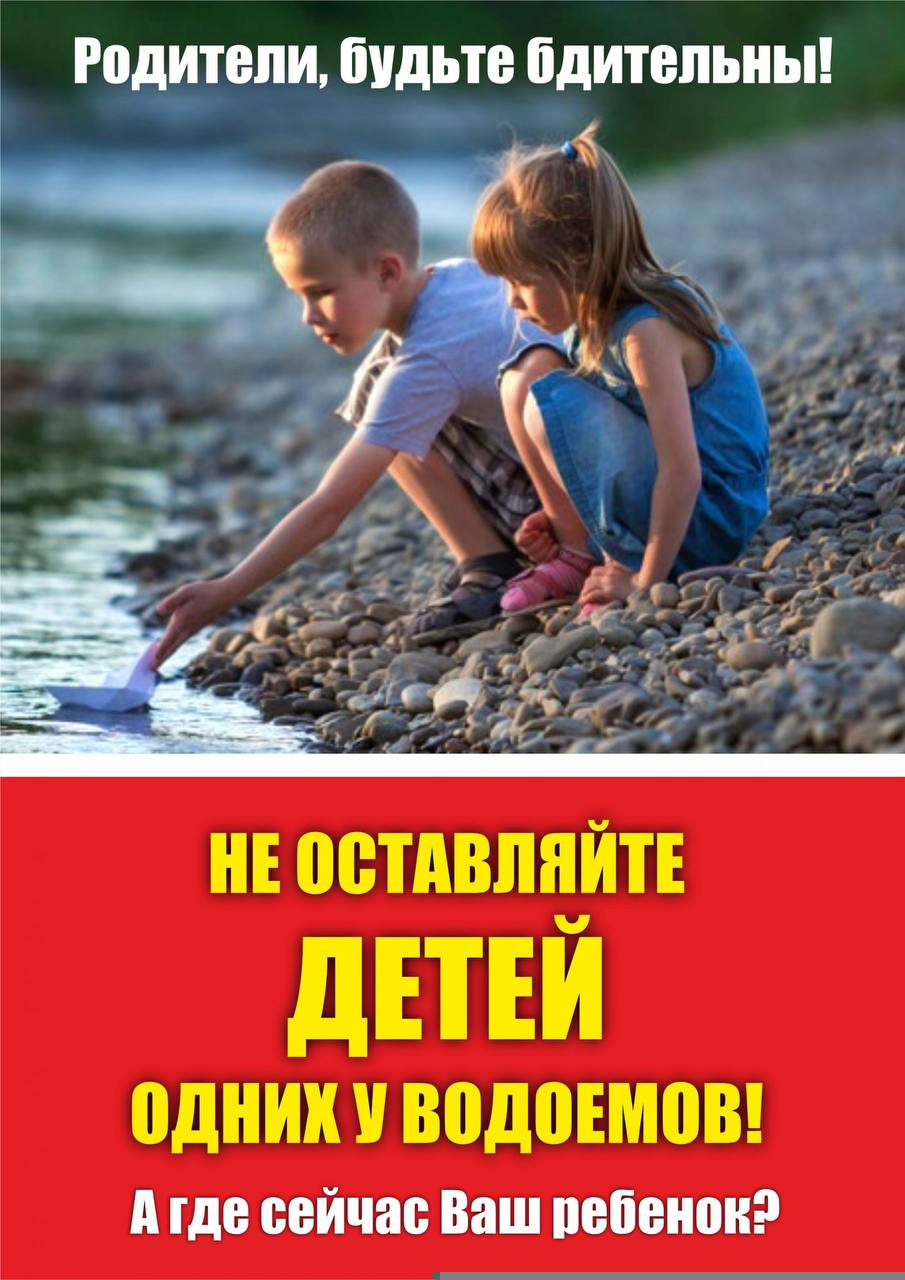 Родители, будьте бдительны!
НЕ ОСТАВЛЯЙТЕ
ДЕТЕЙ
ОДНИХ У ВОДОЕМОВ!
А где сейчас Ваш ребенок?